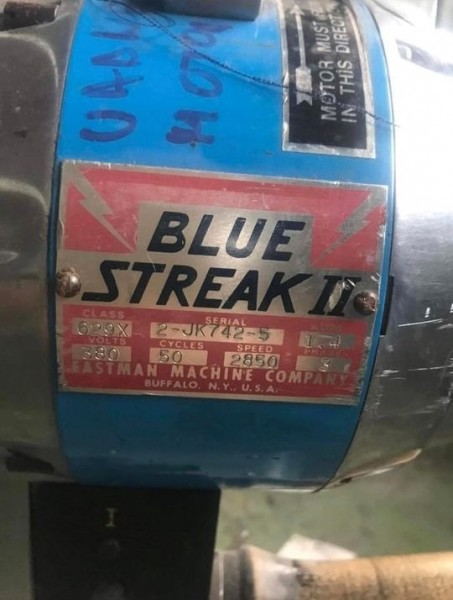 MOTOR MUST
IN THIS DIRECT
BLUE
STREAK II
CLASS SERIAL
629X 2-JK742-5
VOLTS CYCLES SPEED
380 50 2850 3
EASTMAN MACHINE COMPANY
BUFFALO, N.Y., U.S.A.
I